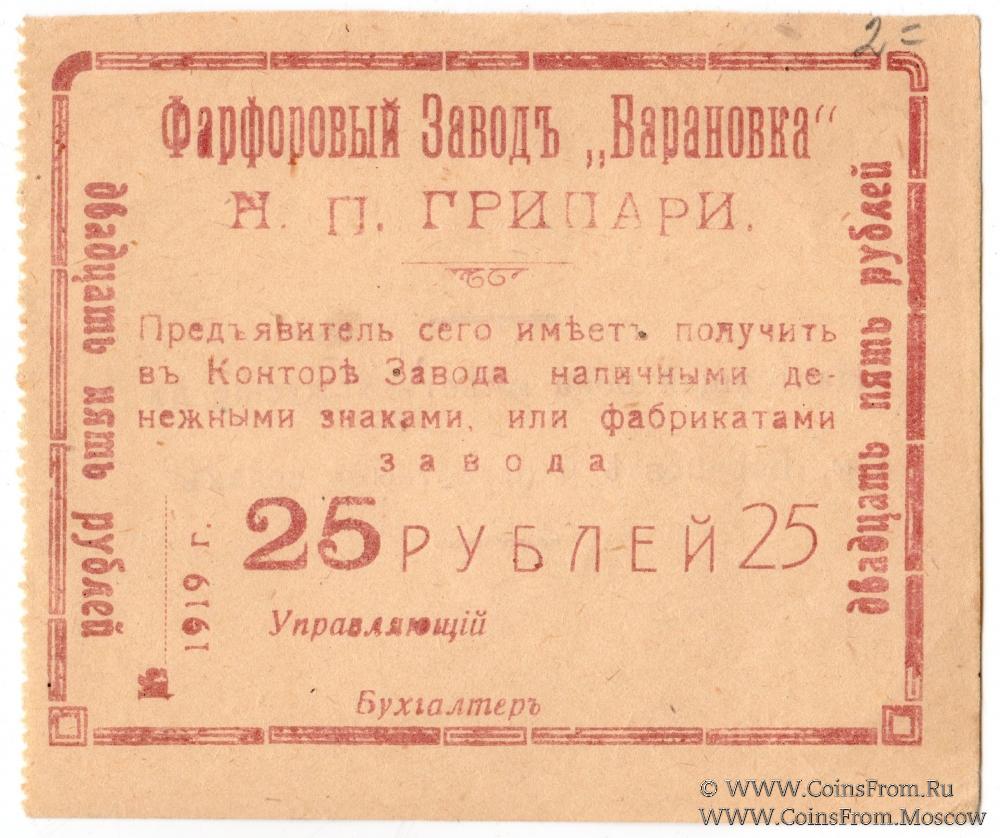 2=
Фарфоровый Заводъ „Барановка“
Н. П. ГРИПАРИ.
Предъявитель сего имѣетъ получить
въ Конторѣ Завода наличными де-
нежными знаками, или фабрикатами
завода
25 РУБЛЕЙ 25
№
1919 г.
Управляющій
Бухгалтеръ
двадцать пять рублей
двадцать пять рублей
© WWW.CoinsFrom.Ru
WWW.CoinsFrom.Moscow